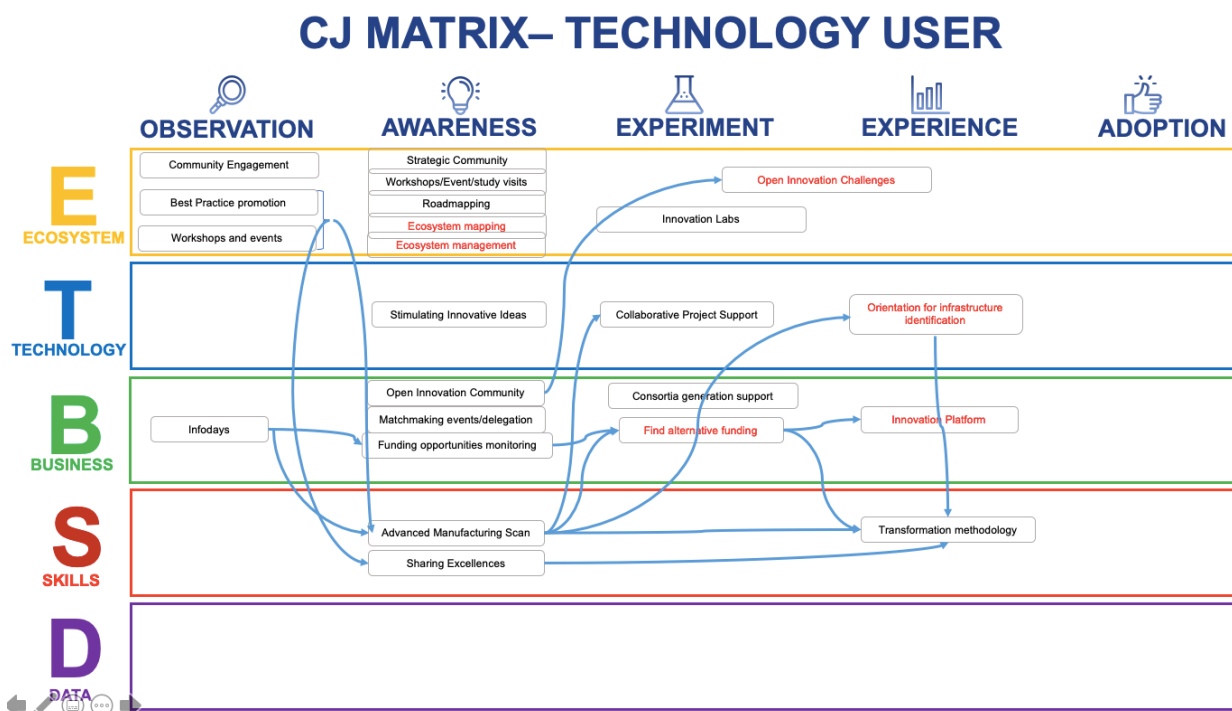 CJ MATRIX– TECHNOLOGY USER
OBSERVATION
AWARENESS
EXPERIMENT
EXPERIENCE
ADOPTION
E
ECOSYSTEM
Community Engagement
Best Practice promotion
Workshops and events
Strategic Community
Workshops/Event/study visits
Roadmapping
Ecosystem mapping
Ecosystem management
Open Innovation Challenges
Innovation Labs
T
TECHNOLOGY
Stimulating Innovative Ideas
Collaborative Project Support
Orientation for infrastructure
identification
B
BUSINESS
Infodays
Open Innovation Community
Matchmaking events/delegation
Funding opportunities monitoring
Consortia generation support
Find alternative funding
Innovation Platform
S
SKILLS
Advanced Manufacturing Scan
Sharing Excellences
Transformation methodology
D
DATA